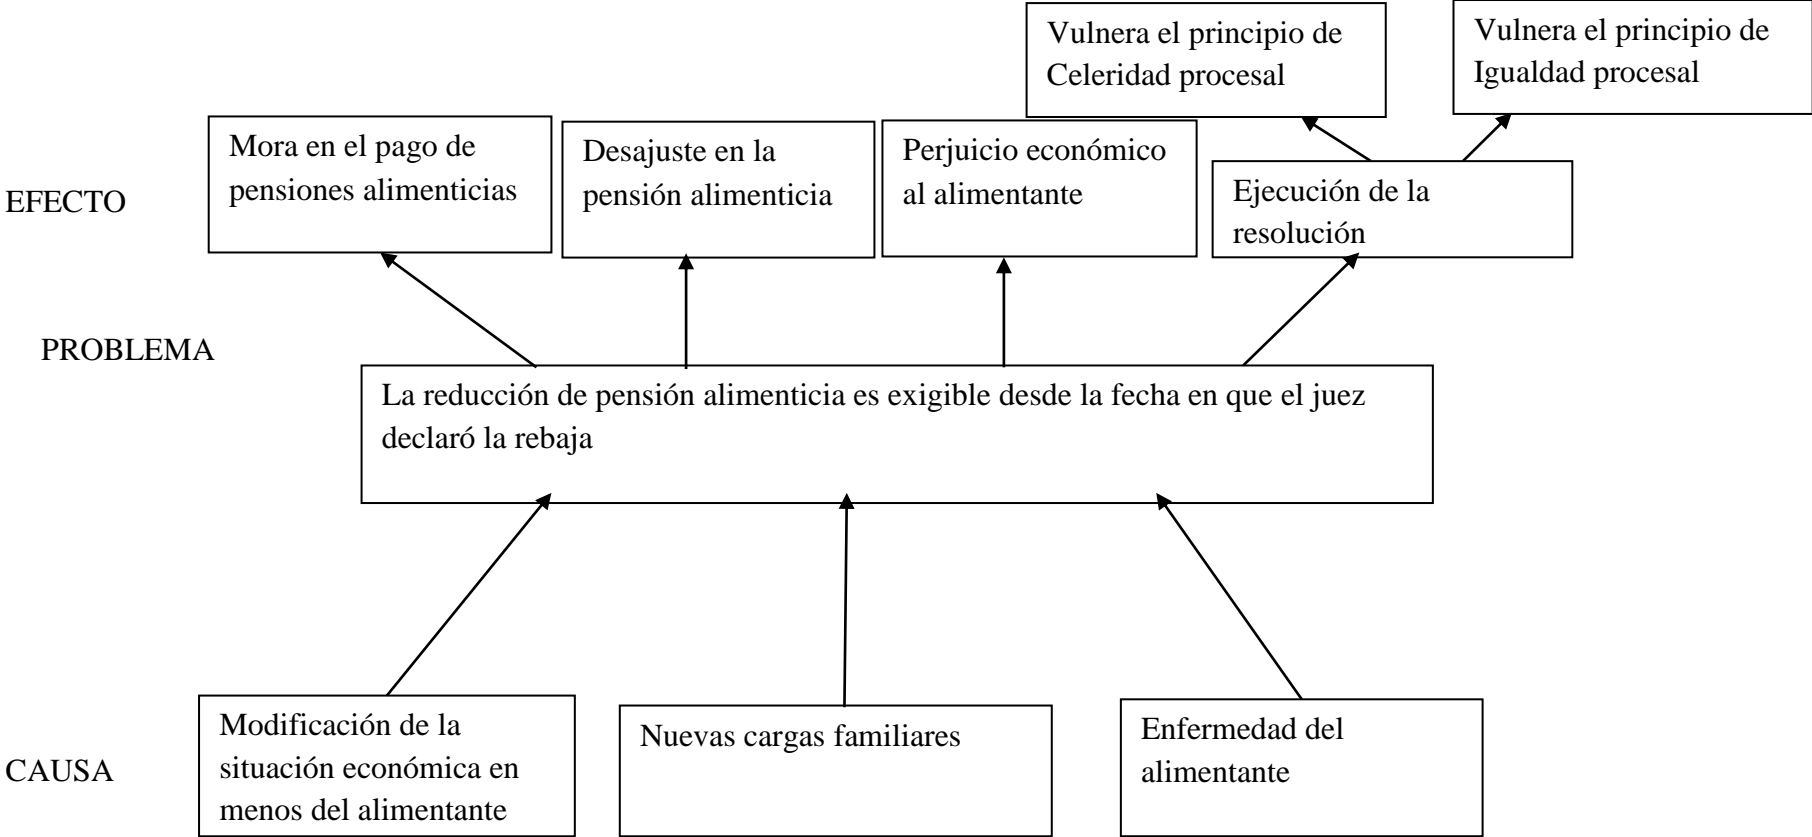 Vulnera el principio de
Celeridad procesal
Vulnera el principio de
Igualdad procesal
EFECTO
Mora en el pago de
pensiones alimenticias
Desajuste en la
pensión alimenticia
Perjuicio económico
al alimentante
Ejecución de la
resolución
PROBLEMA
La reducción de pensión alimenticia es exigible desde la fecha en que el juez
declaró la rebaja
CAUSA
Modificación de la
situación económica en
menos del alimentante
Nuevas cargas familiares
Enfermedad del
alimentante